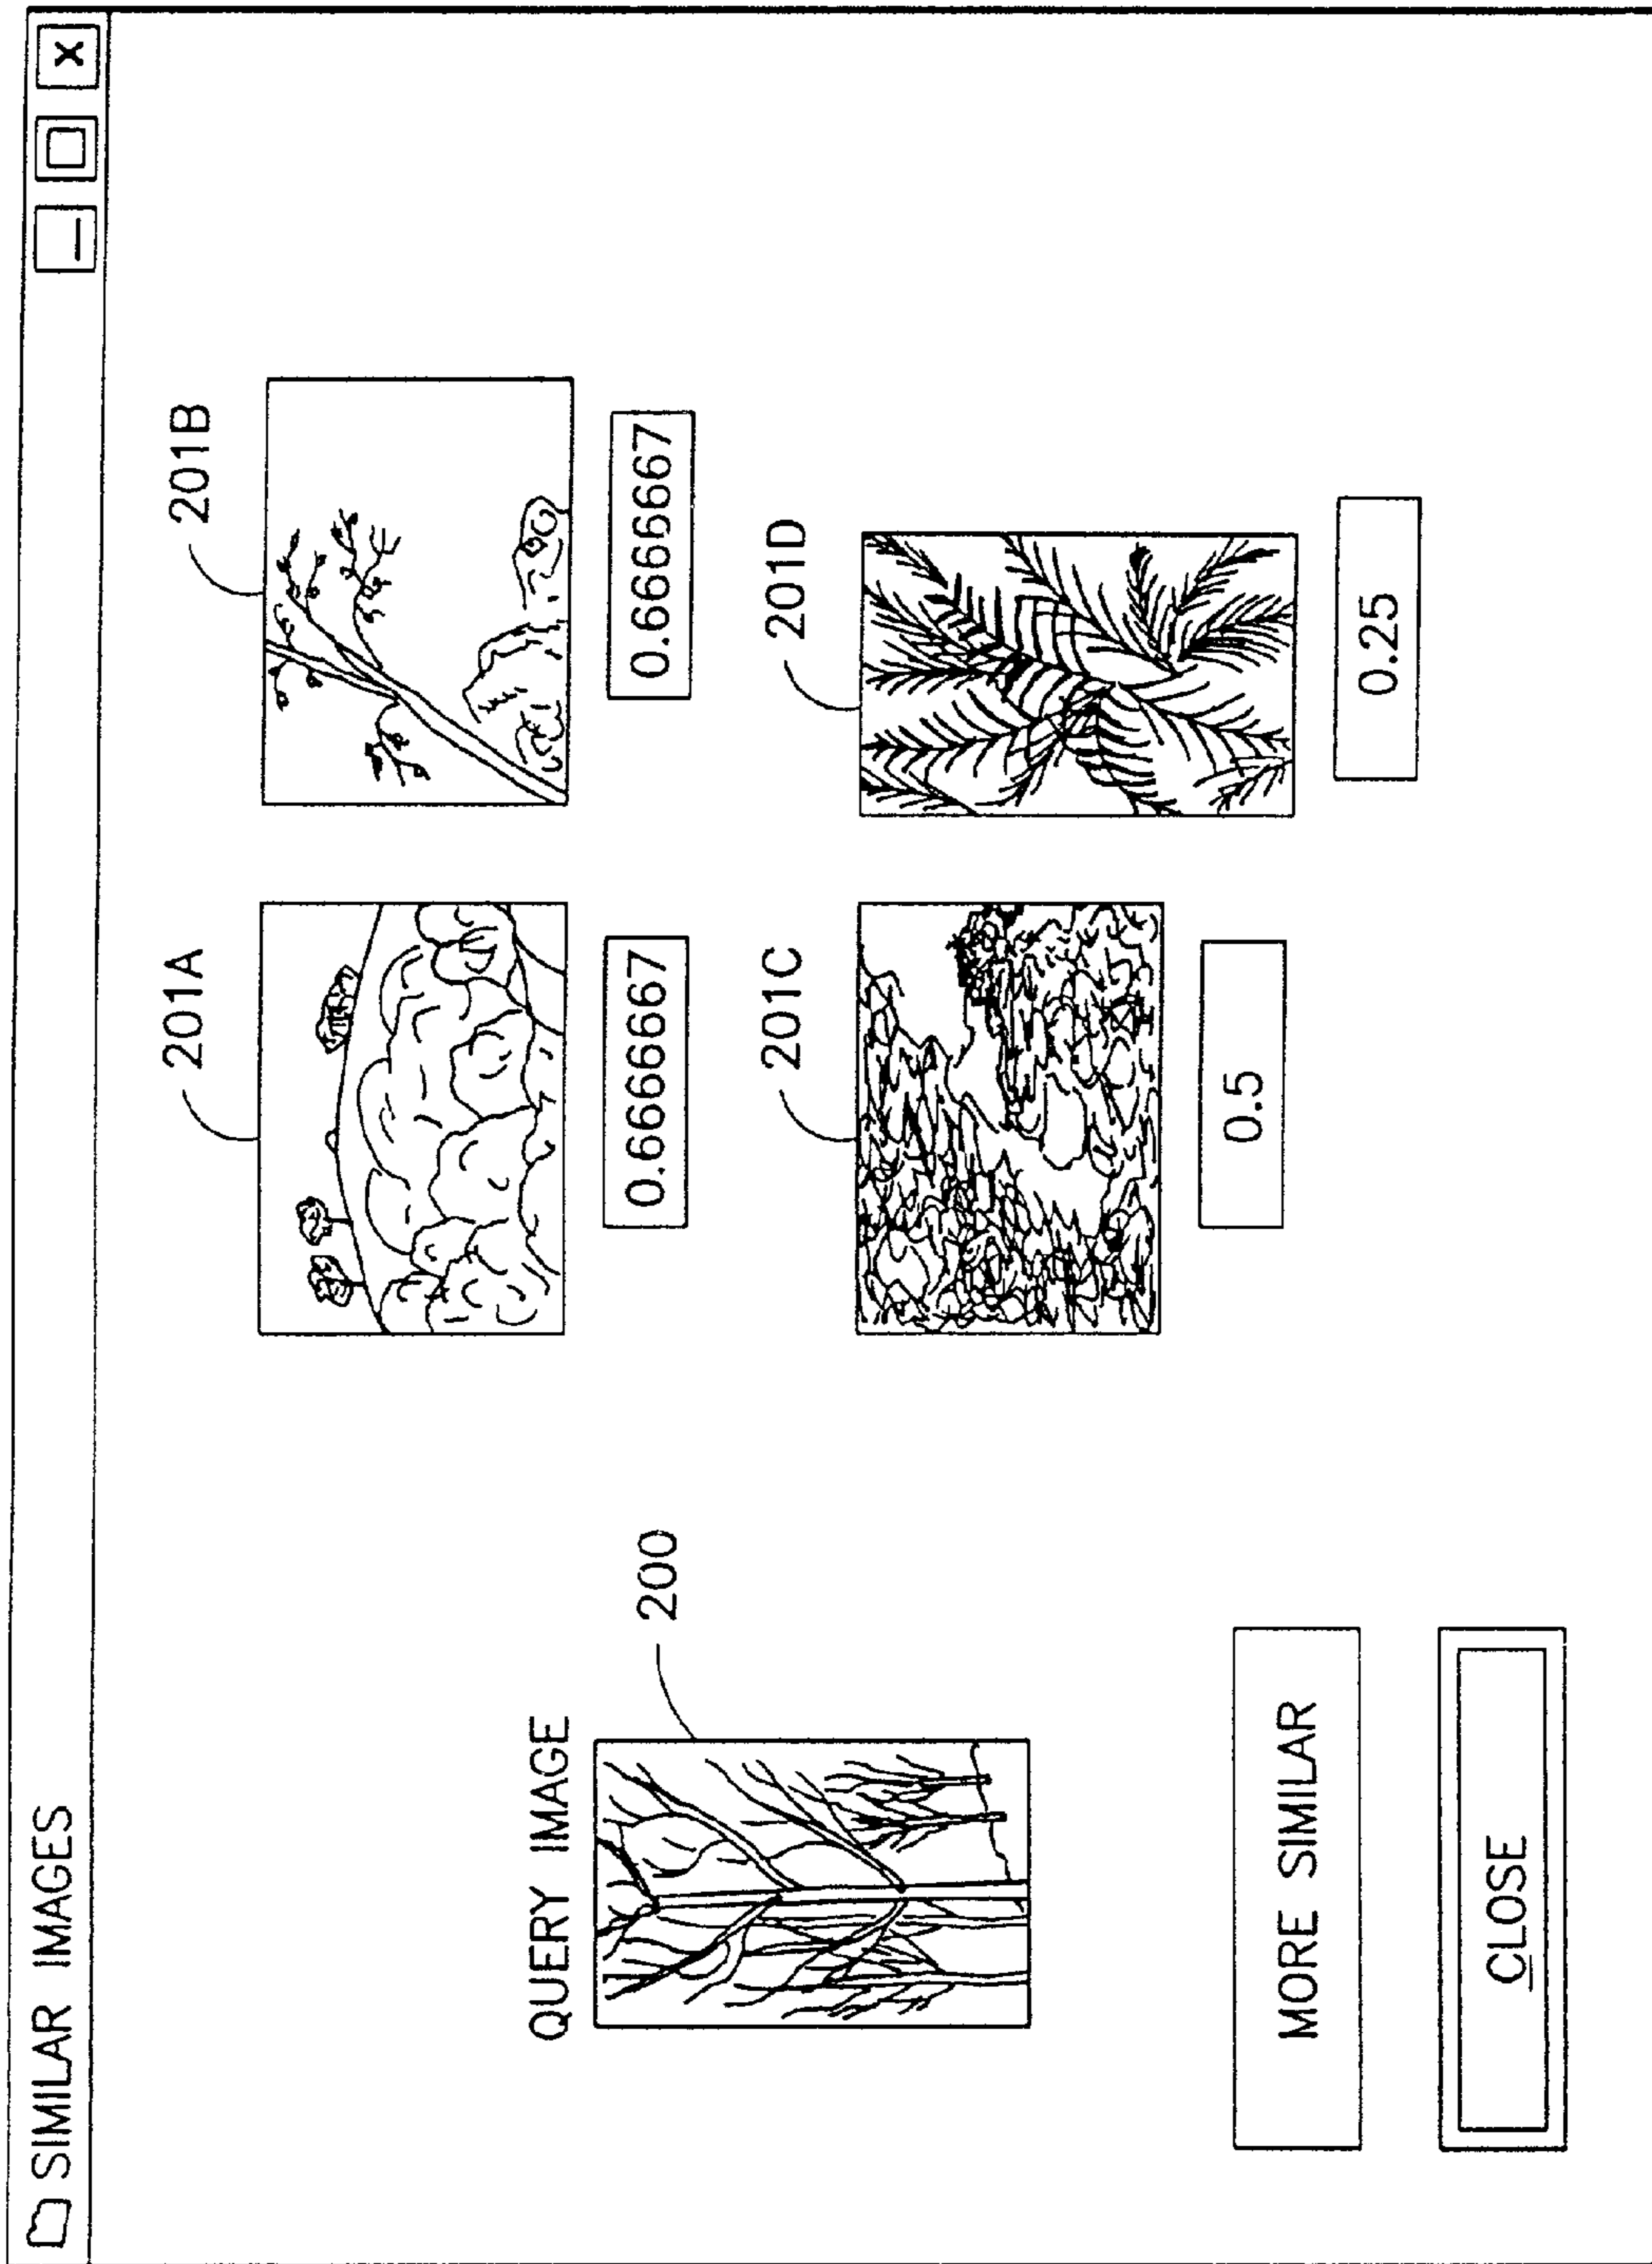 SIMILAR IMAGES
X
QUERY IMAGE
200
201A
0.6666667
201B
0.6666667
201C
0.5
201D
0.25
MORE SIMILAR
CLOSE